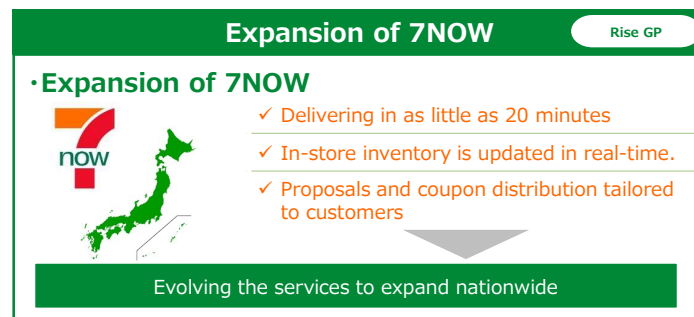 Expansion of 7NOW
Rise GP
・Expansion of 7NOW
7
now
✓ Delivering in as little as 20 minutes
✓ In-store inventory is updated in real-time.
✓ Proposals and coupon distribution tailored
to customers
Evolving the services to expand nationwide